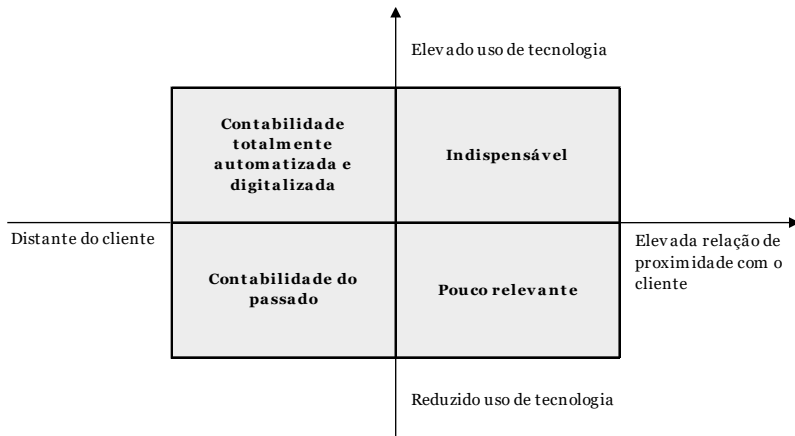 Elevado uso de tecnologia
Contabilidade
totalmente
automatizada e
digitalizada
Indispensável
Distante do cliente
Elevada relação de
proximidade com o
cliente
Contabilidade do
passado
Pouco relevante
Reduzido uso de tecnologia